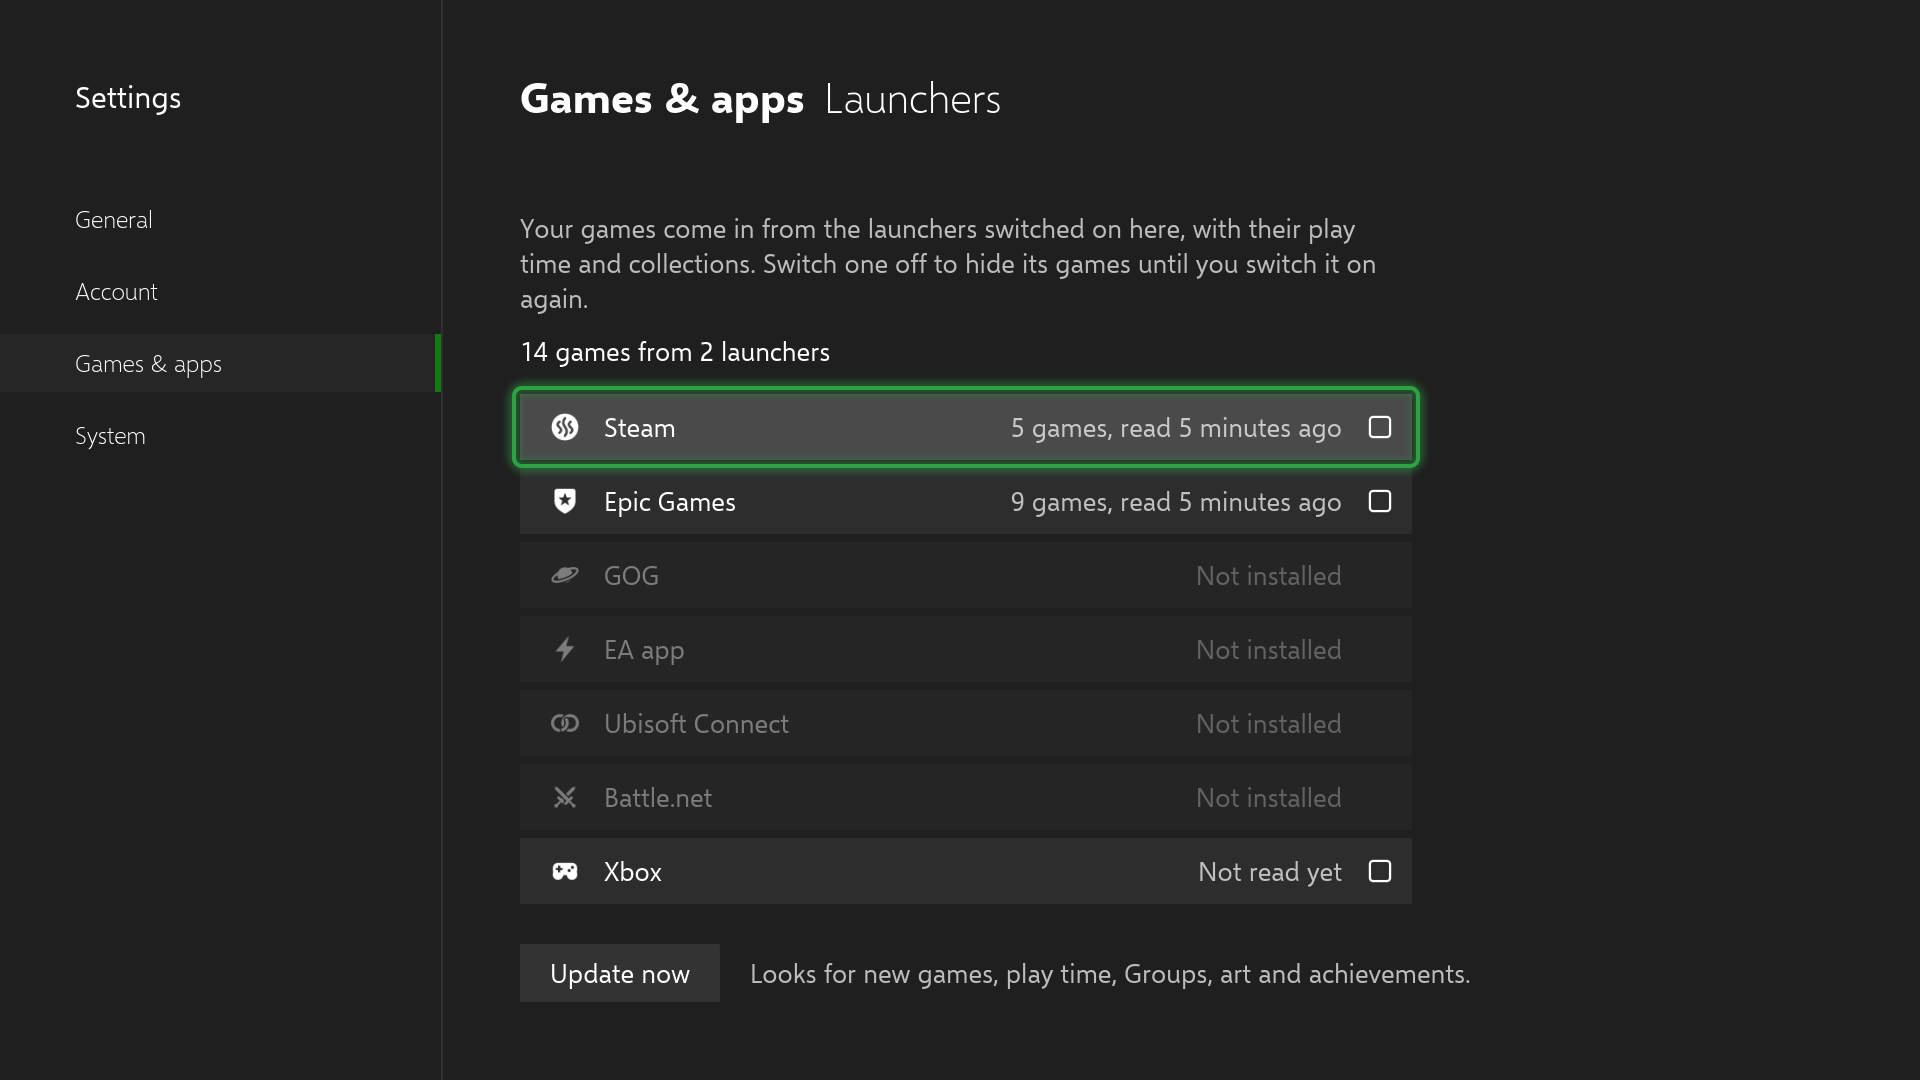 Settings
General
Account
Games & apps
System
Games & apps Launchers
Your games come in from the launchers switched on here, with their play
time and collections. Switch one off to hide its games until you switch it on
again.
14 games from 2 launchers
Steam 5 games, read 5 minutes ago
Epic Games 9 games, read 5 minutes ago
GOG Not installed
EA app Not installed
Ubisoft Connect Not installed
Battle.net Not installed
Xbox Not read yet
Update now Looks for new games, play time, Groups, art and achievements.